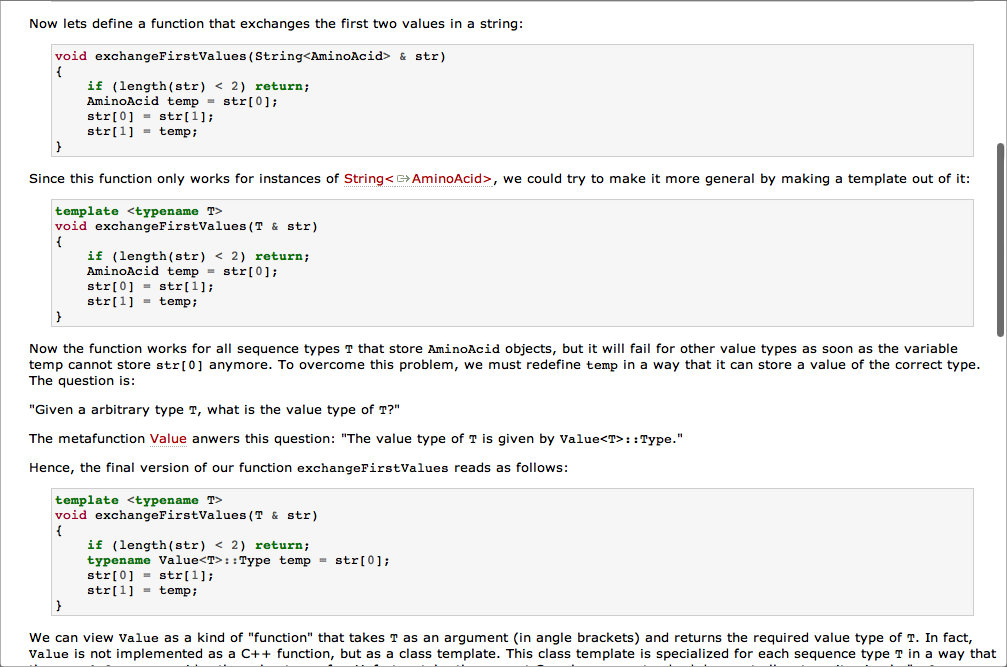 Now lets define a function that exchanges the first two values in a string:
void exchangeFirstValues(String<AminoAcid> & str)
{
    if (length(str) < 2) return;
    AminoAcid temp = str[0];
    str[0] = str[1];
    str[1] = temp;
}
Since this function only works for instances of String<AminoAcid>, we could try to make it more general by making a template out of it:
template <typename T>
void exchangeFirstValues(T & str)
{
    if (length(str) < 2) return;
    AminoAcid temp = str[0];
    str[0] = str[1];
    str[1] = temp;
}
Now the function works for all sequence types T that store AminoAcid objects, but it will fail for other value types as soon as the variable
temp cannot store str[0] anymore. To overcome this problem, we must redefine temp in a way that it can store a value of the correct type.
The question is:
"Given a arbitrary type T, what is the value type of T?"
The metafunction Value anwers this question: "The value type of T is given by Value<T>::Type."
Hence, the final version of our function exchangeFirstValues reads as follows:
template <typename T>
void exchangeFirstValues(T & str)
{
    if (length(str) < 2) return;
    typename Value<T>::Type temp = str[0];
    str[0] = str[1];
    str[1] = temp;
}
We can view Value as a kind of "function" that takes T as an argument (in angle brackets) and returns the required value type of T. In fact,
Value is not implemented as a C++ function, but as a class template. This class template is specialized for each sequence type T in a way that